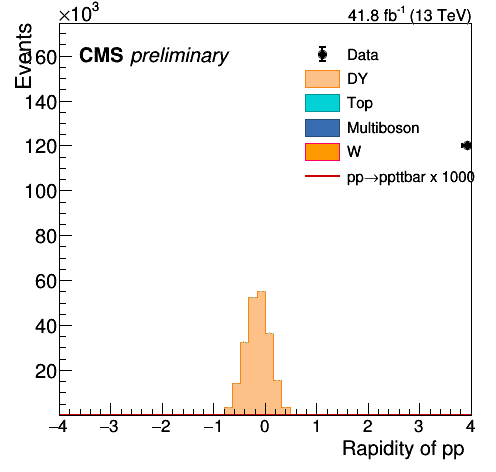 ×10³
41.8 fb⁻¹ (13 TeV)
Events
CMS preliminary
Data
DY
Top
Multiboson
W
pp→ppttbar x 1000
160
140
120
100
80
60
40
20
−4 −3 −2 −1 0 1 2 3 4
Rapidity of pp